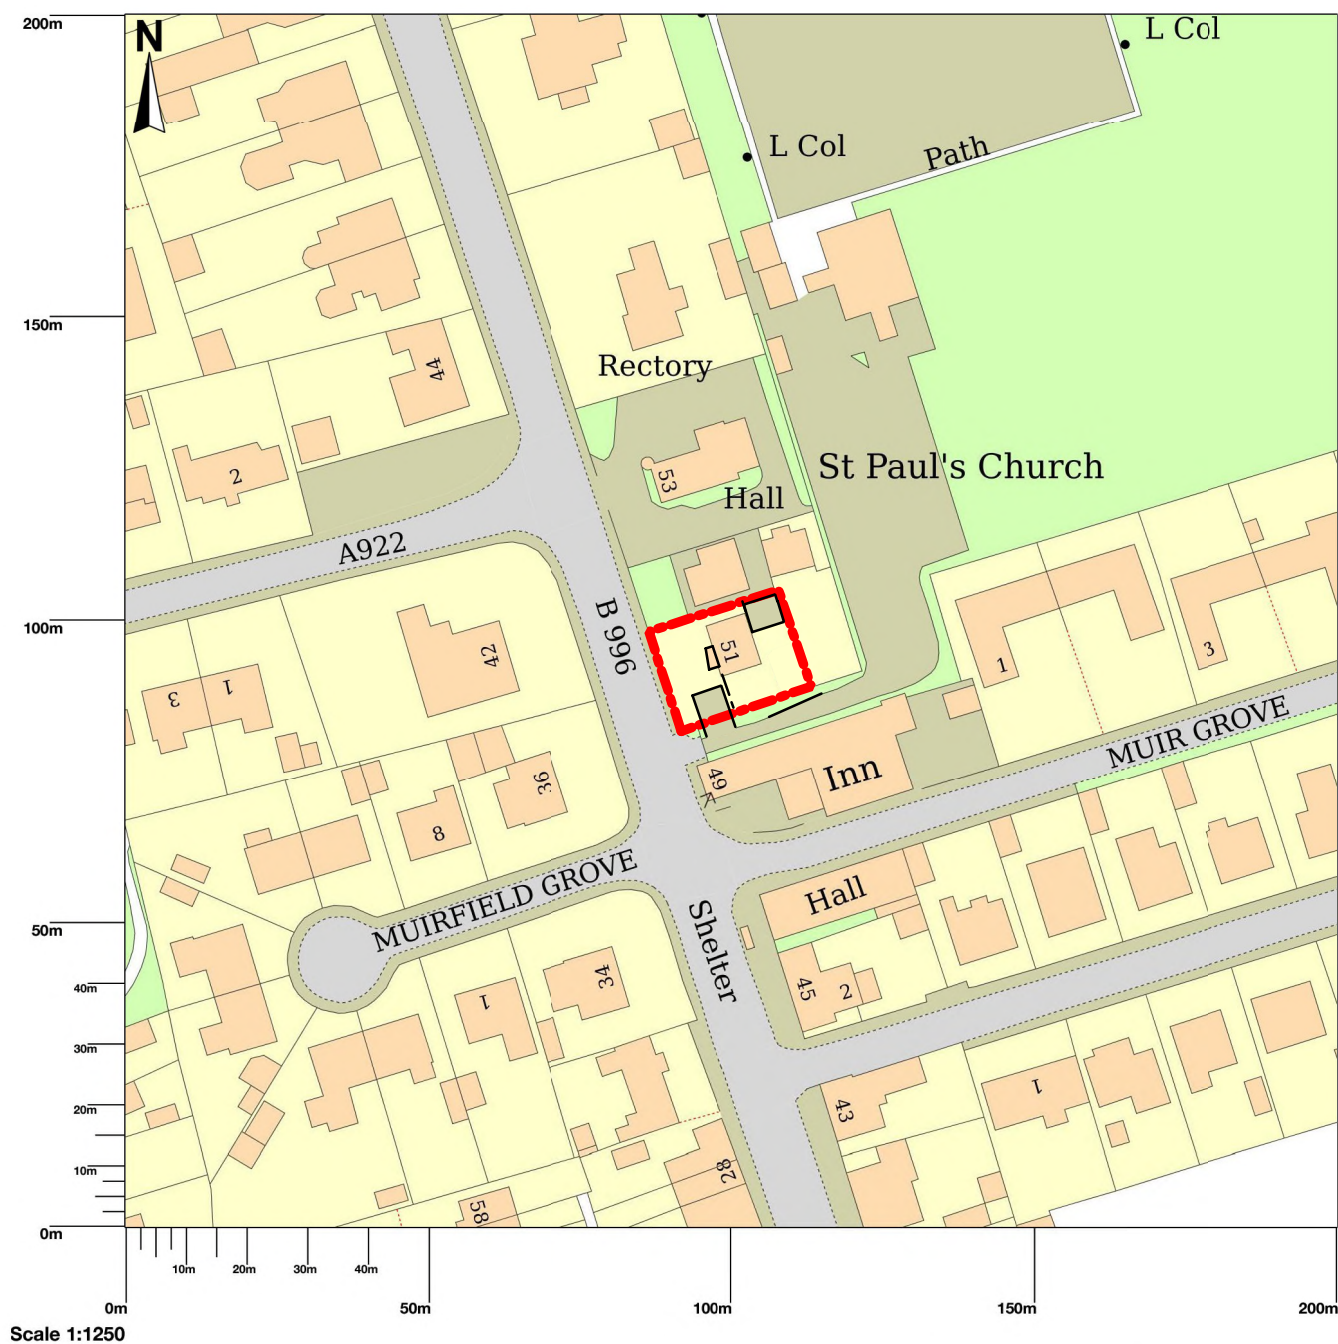 200m
N
L Col
L Col
Path
150m
44
Rectory
2
53
Hall
St Paul's Church
A922
100m
B 996
51
42
1
3
1
3
MUIR GROVE
49
Inn
36
8
MUIRFIELD GROVE
Hall
Shelter
50m
40m
34
1
45
2
30m
20m
43
1
10m
28
58
0m
10m
20m
30m
40m
0m
50m
100m
150m
200m
Scale 1:1250